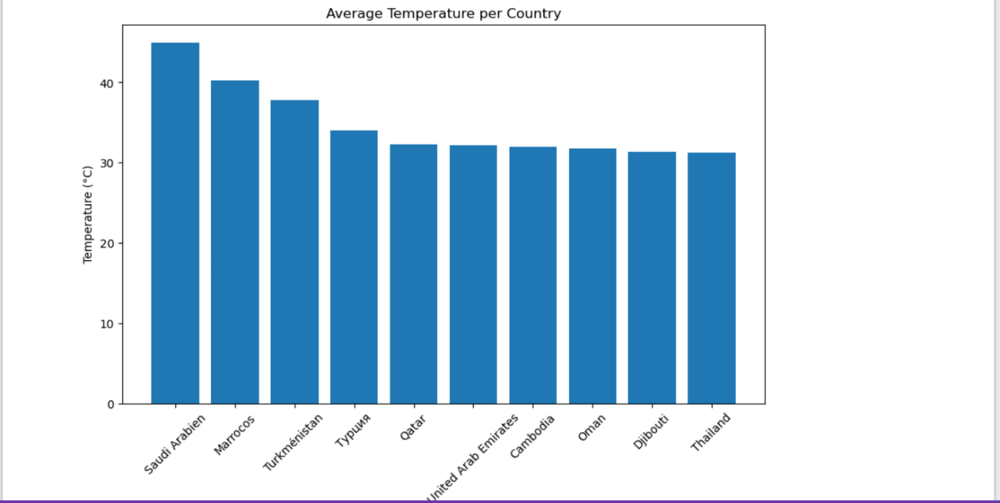 Average Temperature per Country
Temperature (°C)
40
30
20
10
0
Saudi Arabien
Marrocos
Turkménistan
Турция
Qatar
United Arab Emirates
Cambodia
Oman
Djibouti
Thailand